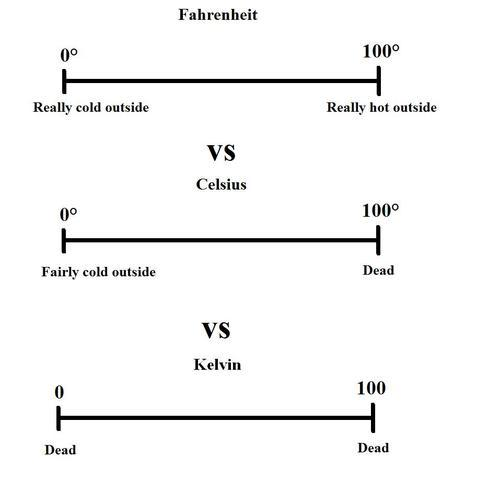 Fahrenheit
0° 100°
Really cold outside Really hot outside
VS
Celsius
0° 100°
Fairly cold outside Dead
VS
Kelvin
0 100
Dead Dead